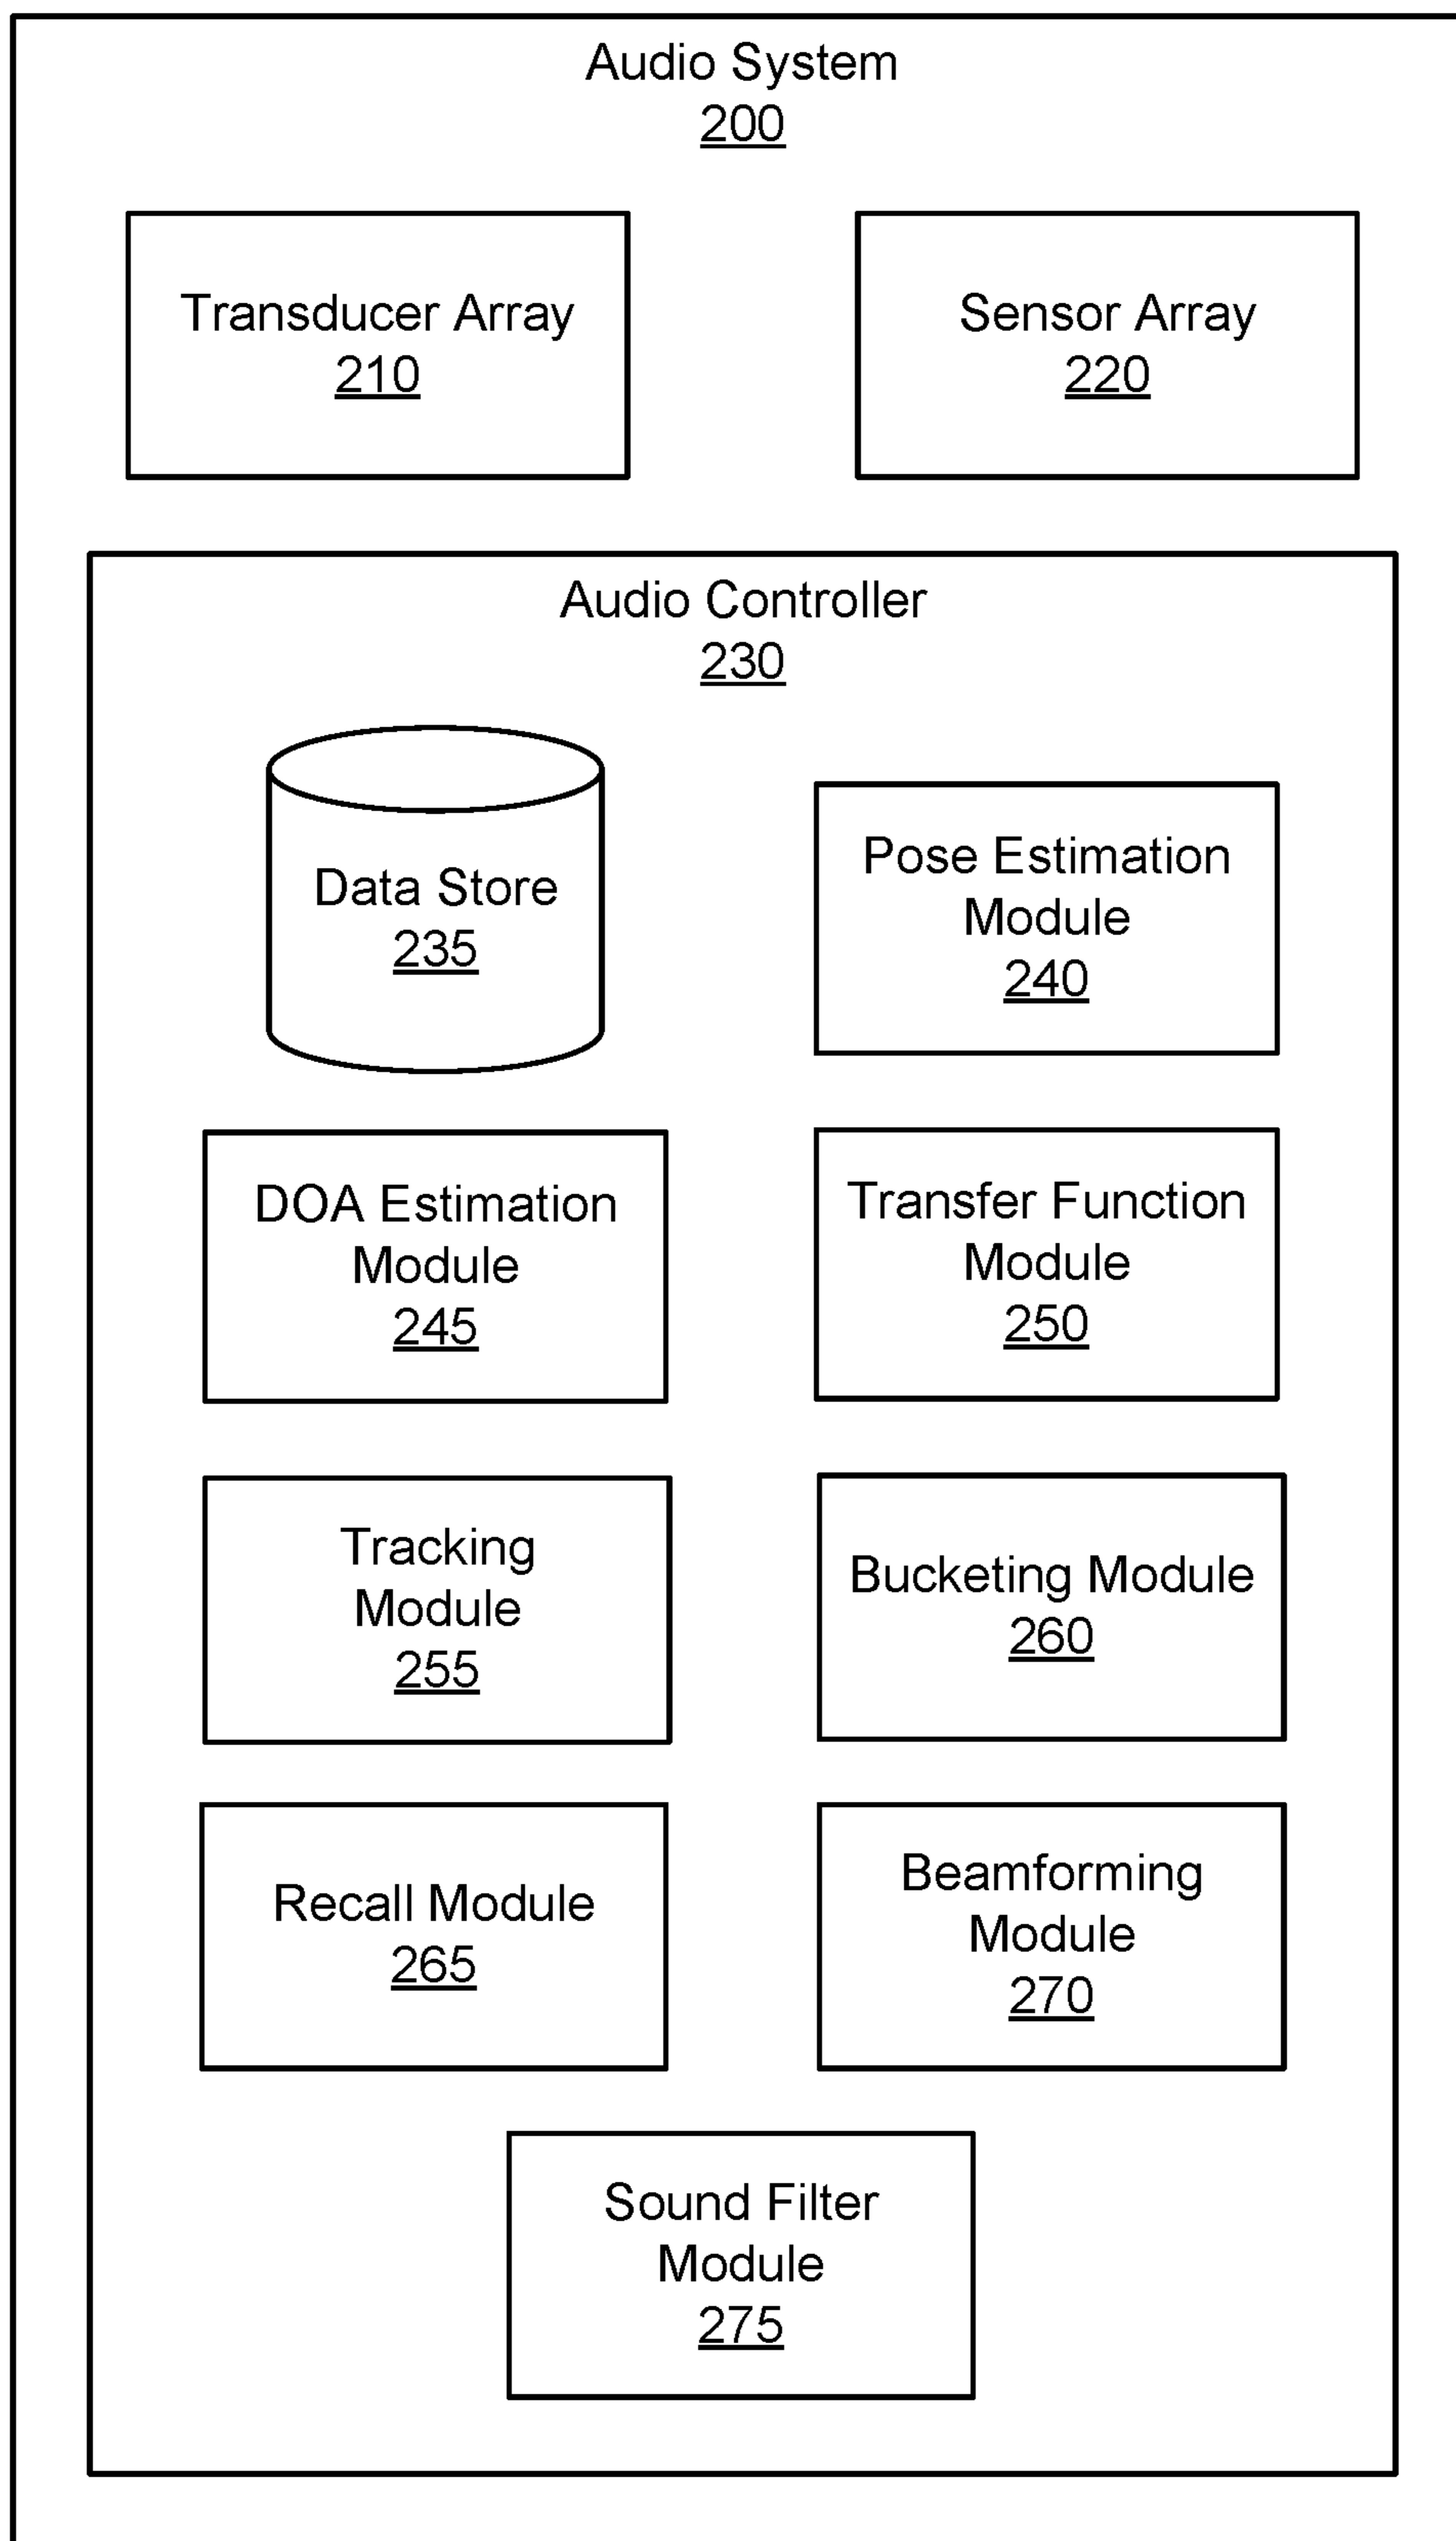 Audio System
200
Transducer Array
210
Sensor Array
220
Audio Controller
230
Data Store
235
Pose Estimation
Module
240
DOA Estimation
Module
245
Transfer Function
Module
250
Tracking
Module
255
Bucketing Module
260
Recall Module
265
Beamforming
Module
270
Sound Filter
Module
275